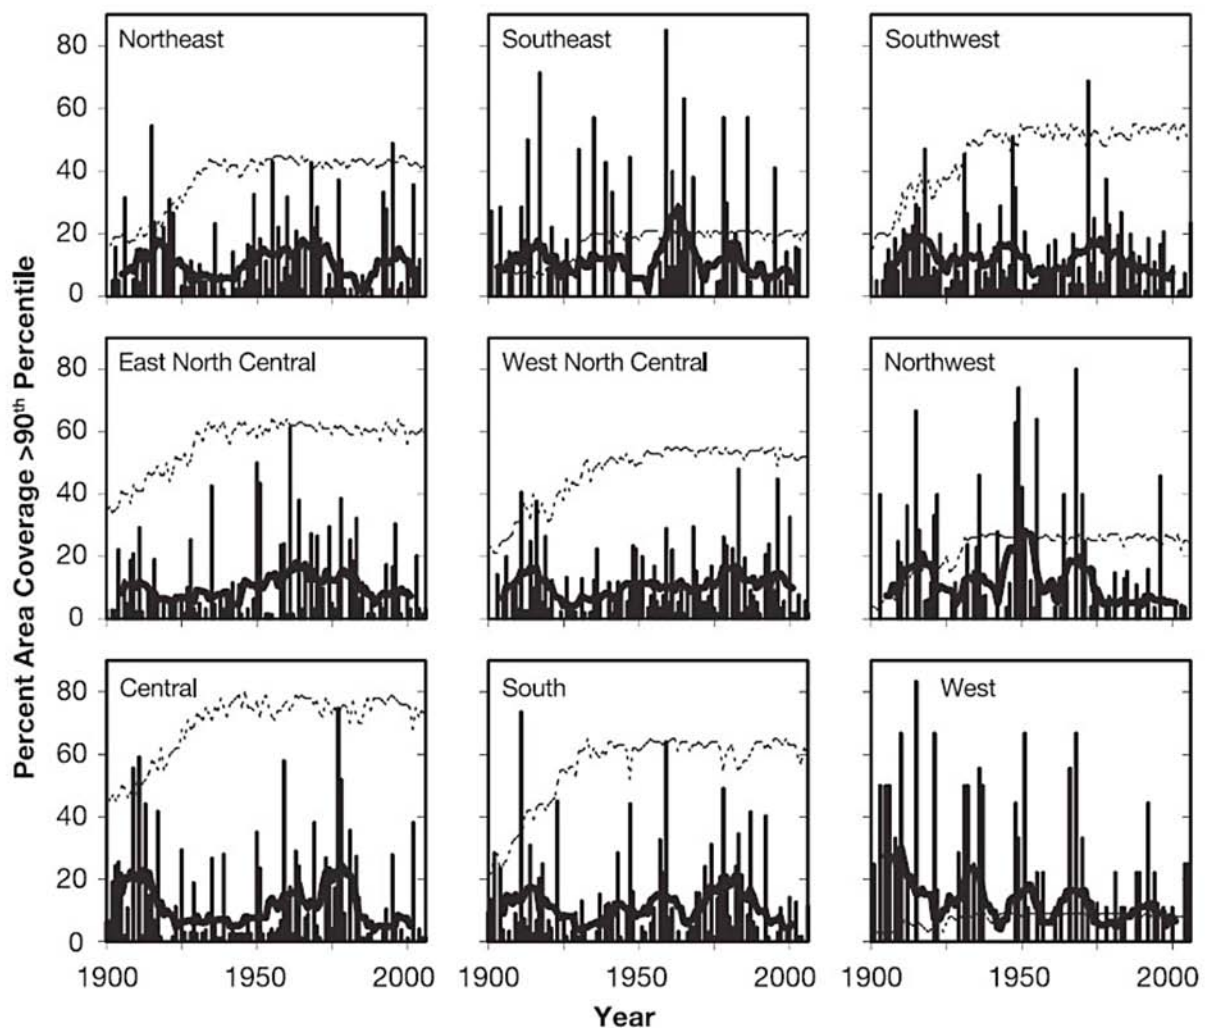 Percent Area Coverage >90th Percentile
80
60
40
20
0
Northeast
Southeast
Southwest
80
60
40
20
0
East North Central
West North Central
Northwest
80
60
40
20
0
Central
South
West
1900 1950 2000
1900 1950 2000
1900 1950 2000
Year